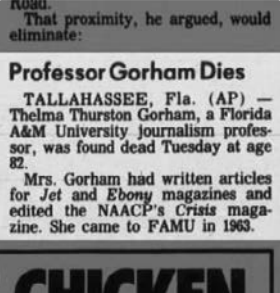 Road.
That proximity, he argued, would
eliminate:
Professor Gorham Dies
TALLAHASSEE, Fla. (AP) —
Thelma Thurston Gorham, a Florida
A&M University journalism profes-
sor, was found dead Tuesday at age
82.
Mrs. Gorham had written articles
for Jet and Ebony magazines and
edited the NAACP's Crisis maga-
zine. She came to FAMU in 1963.
CHICKEN